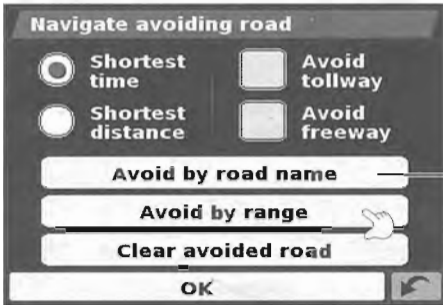 Navigate avoiding road
Shortest
time
Avoid
tollway
Shortest
distance
Avoid
freeway
Avoid by road name
Avoid by range
Clear avoided road
OK